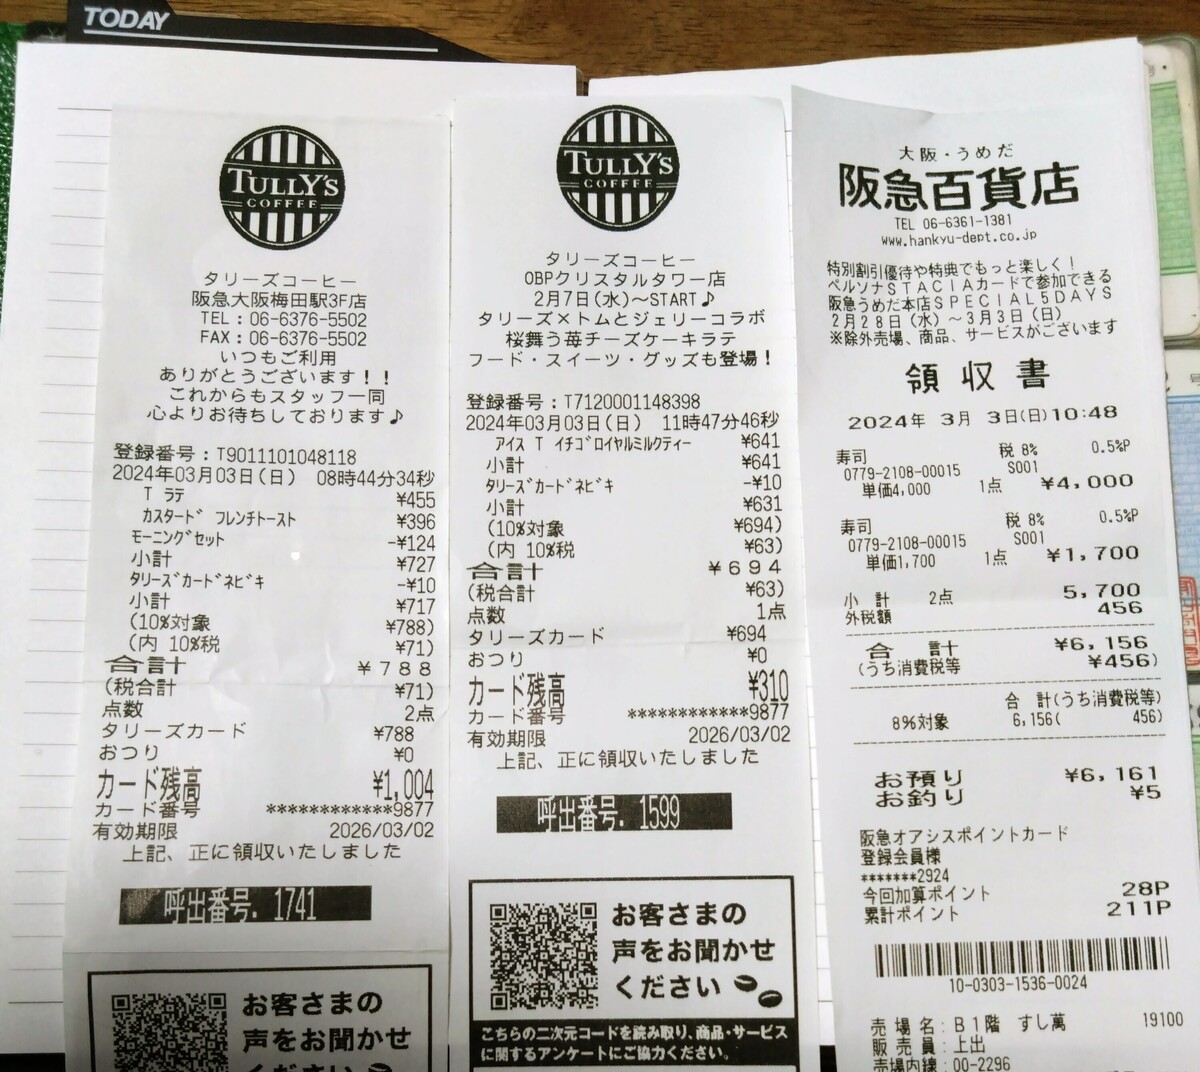 TODAY
TULLY'S
COFFEE
タリーズコーヒー
阪急大阪梅田駅3F店
TEL：06-6376-5502
FAX：06-6376-5502
いつもご利用
ありがとうございます！！
これからもスタッフ一同
心よりお待ちしております♪
登録番号：T9011101048118
2024年03月03日(日) 08時44分34秒
T ラテ ¥455
カスタード フレンチトースト ¥396
モーニングセット -¥124
小計 ¥727
タリーズカードネビキ -¥10
小計 ¥717
(10%対象 ¥788)
(内 10%税 ¥71)
合計 ¥788
(税合計 ¥71)
点数 2点
タリーズカード ¥788
おつり ¥0
カード残高 ¥1,004
カード番号 ************9877
有効期限 2026/03/02
上記、正に領収いたしました
呼出番号. 1741
お客さまの
声をお聞かせ
ください
TULLY'S
COFFEE
タリーズコーヒー
OBPクリスタルタワー店
2月7日(水)～START♪
タリーズ×トムとジェリーコラボ
桜舞う苺チーズケーキラテ
フード・スイーツ・グッズも登場！
登録番号：T7120001148398
2024年03月03日(日) 11時47分46秒
アイス T イチゴロイヤルミルクティー ¥641
小計 ¥641
タリーズカードネビキ -¥10
小計 ¥631
(10%対象 ¥694)
(内 10%税 ¥63)
合計 ¥694
(税合計 ¥63)
点数 1点
タリーズカード ¥694
おつり ¥0
カード残高 ¥310
カード番号 ************9877
有効期限 2026/03/02
上記、正に領収いたしました
呼出番号. 1599
お客さまの
声をお聞かせ
ください
こちらの二次元コードを読み取り、商品・サービス
に関するアンケートにご協力ください。
大阪・うめだ
阪急百貨店
TEL 06-6361-1381
www.hankyu-dept.co.jp
特別割引優待や特典でもっと楽しく！
ペルソナＳＴＡＣＩＡカードで参加できる
阪急うめだ本店ＳＰＥＣＩＡＬ５ＤＡＹＳ
2月28日（水）～3月3日（日）
※除外売場、商品、サービスがございます
領収書
2024年 3月 3日(日)10:48
寿司 税 8% 0.5%P
0779-2108-00015 S001
単価4,000 1点 ¥4,000
寿司 税 8% 0.5%P
0779-2108-00015 S001
単価1,700 1点 ¥1,700
小 計 2点 5,700
外税額 456
合 計 ¥6,156
(うち消費税等 ¥456)
合 計(うち消費税等)
8%対象 6,156( 456)
お預り ¥6,161
お釣り ¥5
阪急オアシスポイントカード
登録会員様
*******2924
今回加算ポイント 28P
累計ポイント 211P
10-0303-1536-0024
売場名：Ｂ１階 すし萬 19100
販売員：上出
売場内線：00-2296